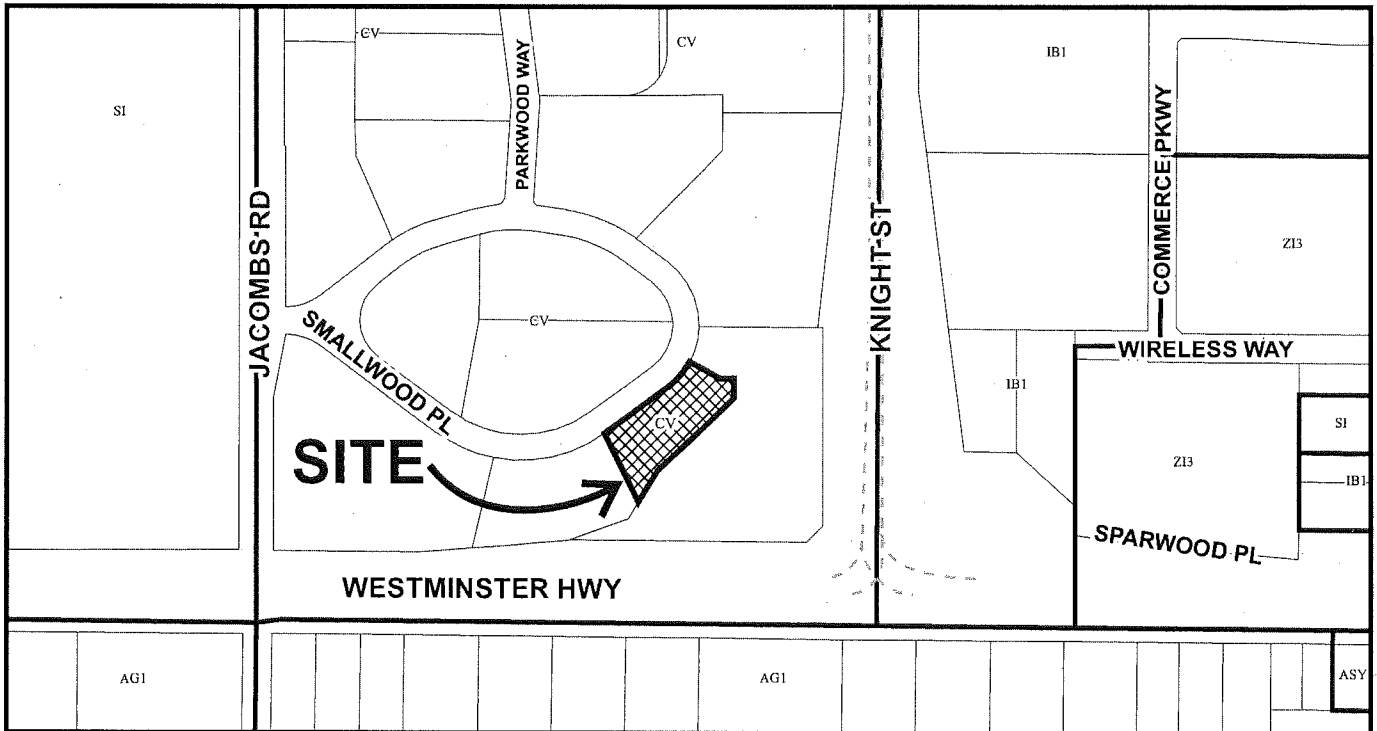 CV
CV
IB1
SI
PARKWOOD WAY
COMMERCE PKWY
JACOMBS RD
KNIGHT ST
ZI3
CV
SMALLWOOD PL
WIRELESS WAY
IB1
CV
SI
SITE
ZI3
IB1
SPARWOOD PL
WESTMINSTER HWY
AG1
AG1
ASY